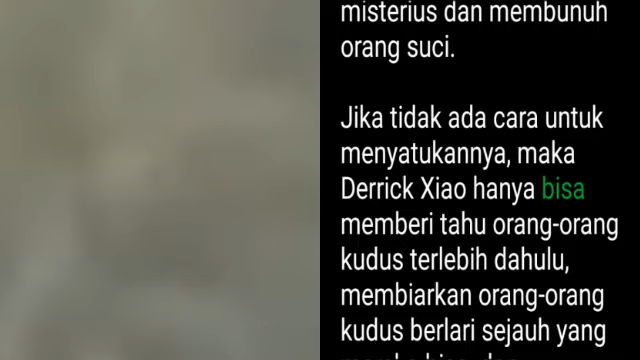 misterius dan membunuh
orang suci.
Jika tidak ada cara untuk
menyatukannya, maka
Derrick Xiao hanya bisa
memberi tahu orang-orang
kudus terlebih dahulu,
membiarkan orang-orang
kudus berlari sejauh yang